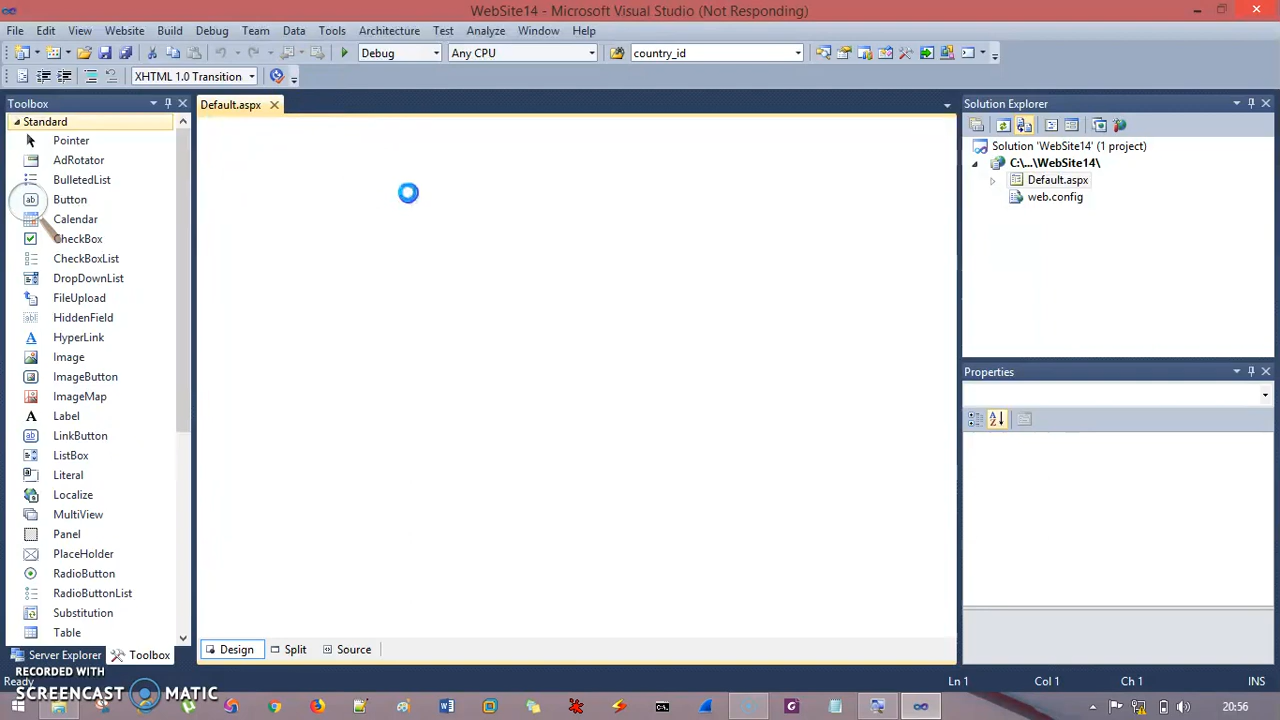 WebSite14 - Microsoft Visual Studio (Not Responding)
File Edit View Website Build Debug Team Data Tools Architecture Test Analyze Window Help
Debug Any CPU country_id
XHTML 1.0 Transition
Toolbox
Standard
Pointer
AdRotator
BulletedList
Button
Calendar
CheckBox
CheckBoxList
DropDownList
FileUpload
HiddenField
HyperLink
Image
ImageButton
ImageMap
Label
LinkButton
ListBox
Literal
Localize
MultiView
Panel
PlaceHolder
RadioButton
RadioButtonList
Substitution
Table
Server Explorer Toolbox
Default.aspx
Design Split Source
Solution Explorer
Solution 'WebSite14' (1 project)
C:\...\WebSite14\
Default.aspx
web.config
Properties
Ready Ln 1 Col 1 Ch 1 INS
RECORDED WITH
SCREENCAST MATIC
20:56